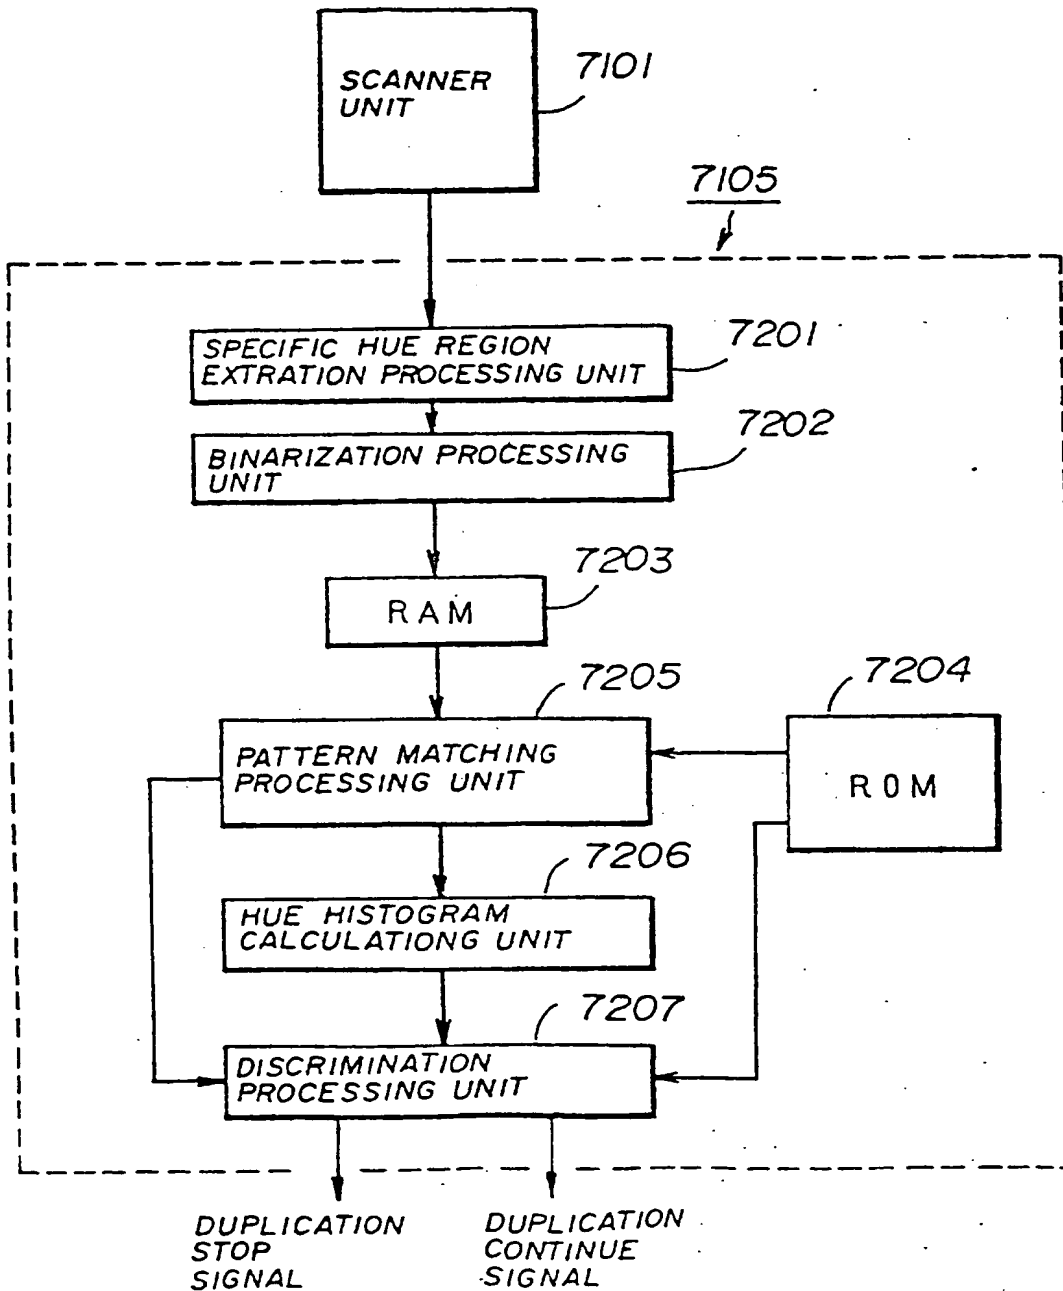 SCANNER
UNIT
7101
7105
SPECIFIC HUE REGION
EXTRATION PROCESSING UNIT
7201
BINARIZATION PROCESSING
UNIT
7202
RAM
7203
PATTERN MATCHING
PROCESSING UNIT
7205
ROM
7204
HUE HISTOGRAM
CALCULATIONG UNIT
7206
DISCRIMINATION
PROCESSING UNIT
7207
DUPLICATION
STOP
SIGNAL
DUPLICATION
CONTINUE
SIGNAL